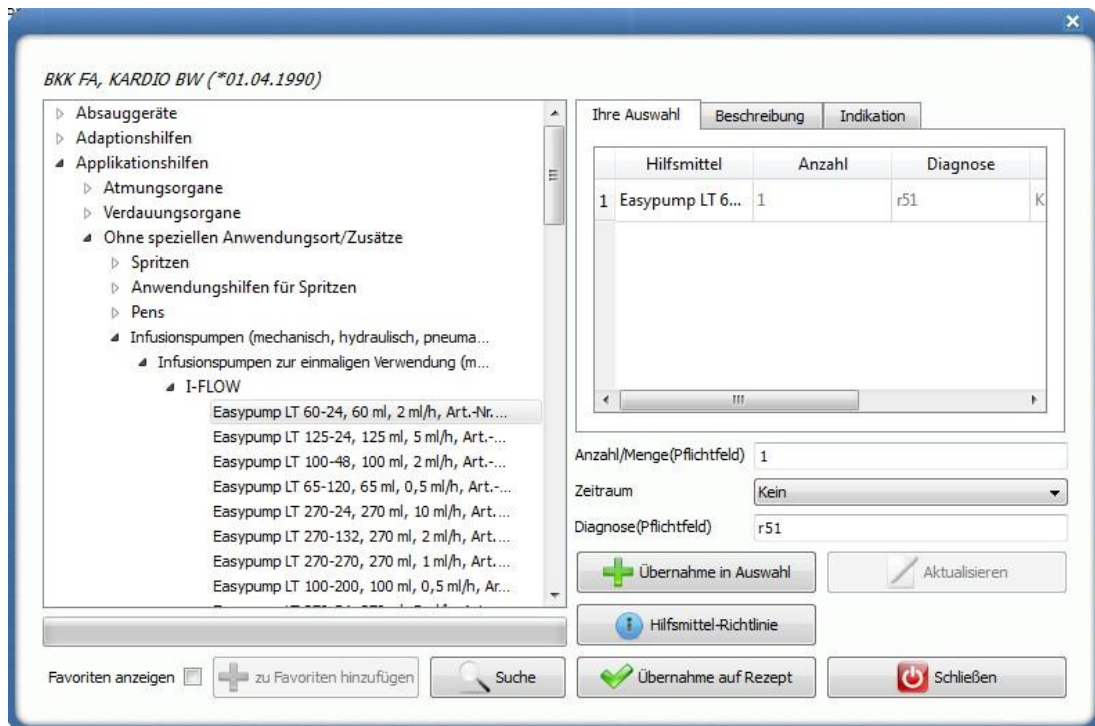 BKK FA, KARDIO BW (*01.04.1990)
Absauggeräte
Adaptionshilfen
Applikationshilfen
Atmungsorgane
Verdauungsorgane
Ohne speziellen Anwendungsort/Zusätze
Spritzen
Anwendungshilfen für Spritzen
Pens
Infusionspumpen (mechanisch, hydraulisch, pneuma...
Infusionspumpen zur einmaligen Verwendung (m...
I-FLOW
Easypump LT 60-24, 60 ml, 2 ml/h, Art.-Nr....
Easypump LT 125-24, 125 ml, 5 ml/h, Art.-...
Easypump LT 100-48, 100 ml, 2 ml/h, Art.-...
Easypump LT 65-120, 65 ml, 0,5 ml/h, Art.-...
Easypump LT 270-24, 270 ml, 10 ml/h, Art....
Easypump LT 270-132, 270 ml, 2 ml/h, Art....
Easypump LT 270-270, 270 ml, 1 ml/h, Art....
Easypump LT 100-200, 100 ml, 0,5 ml/h, Ar...
Favoriten anzeigen
zu Favoriten hinzufügen
Suche
Ihre Auswahl Beschreibung Indikation
Hilfsmittel Anzahl Diagnose
1 Easypump LT 6... 1 r51 K
Anzahl/Menge(Pflichtfeld) 1
Zeitraum Kein
Diagnose(Pflichtfeld) r51
Übernahme in Auswahl Aktualisieren
Hilfsmittel-Richtlinie
Übernahme auf Rezept Schließen